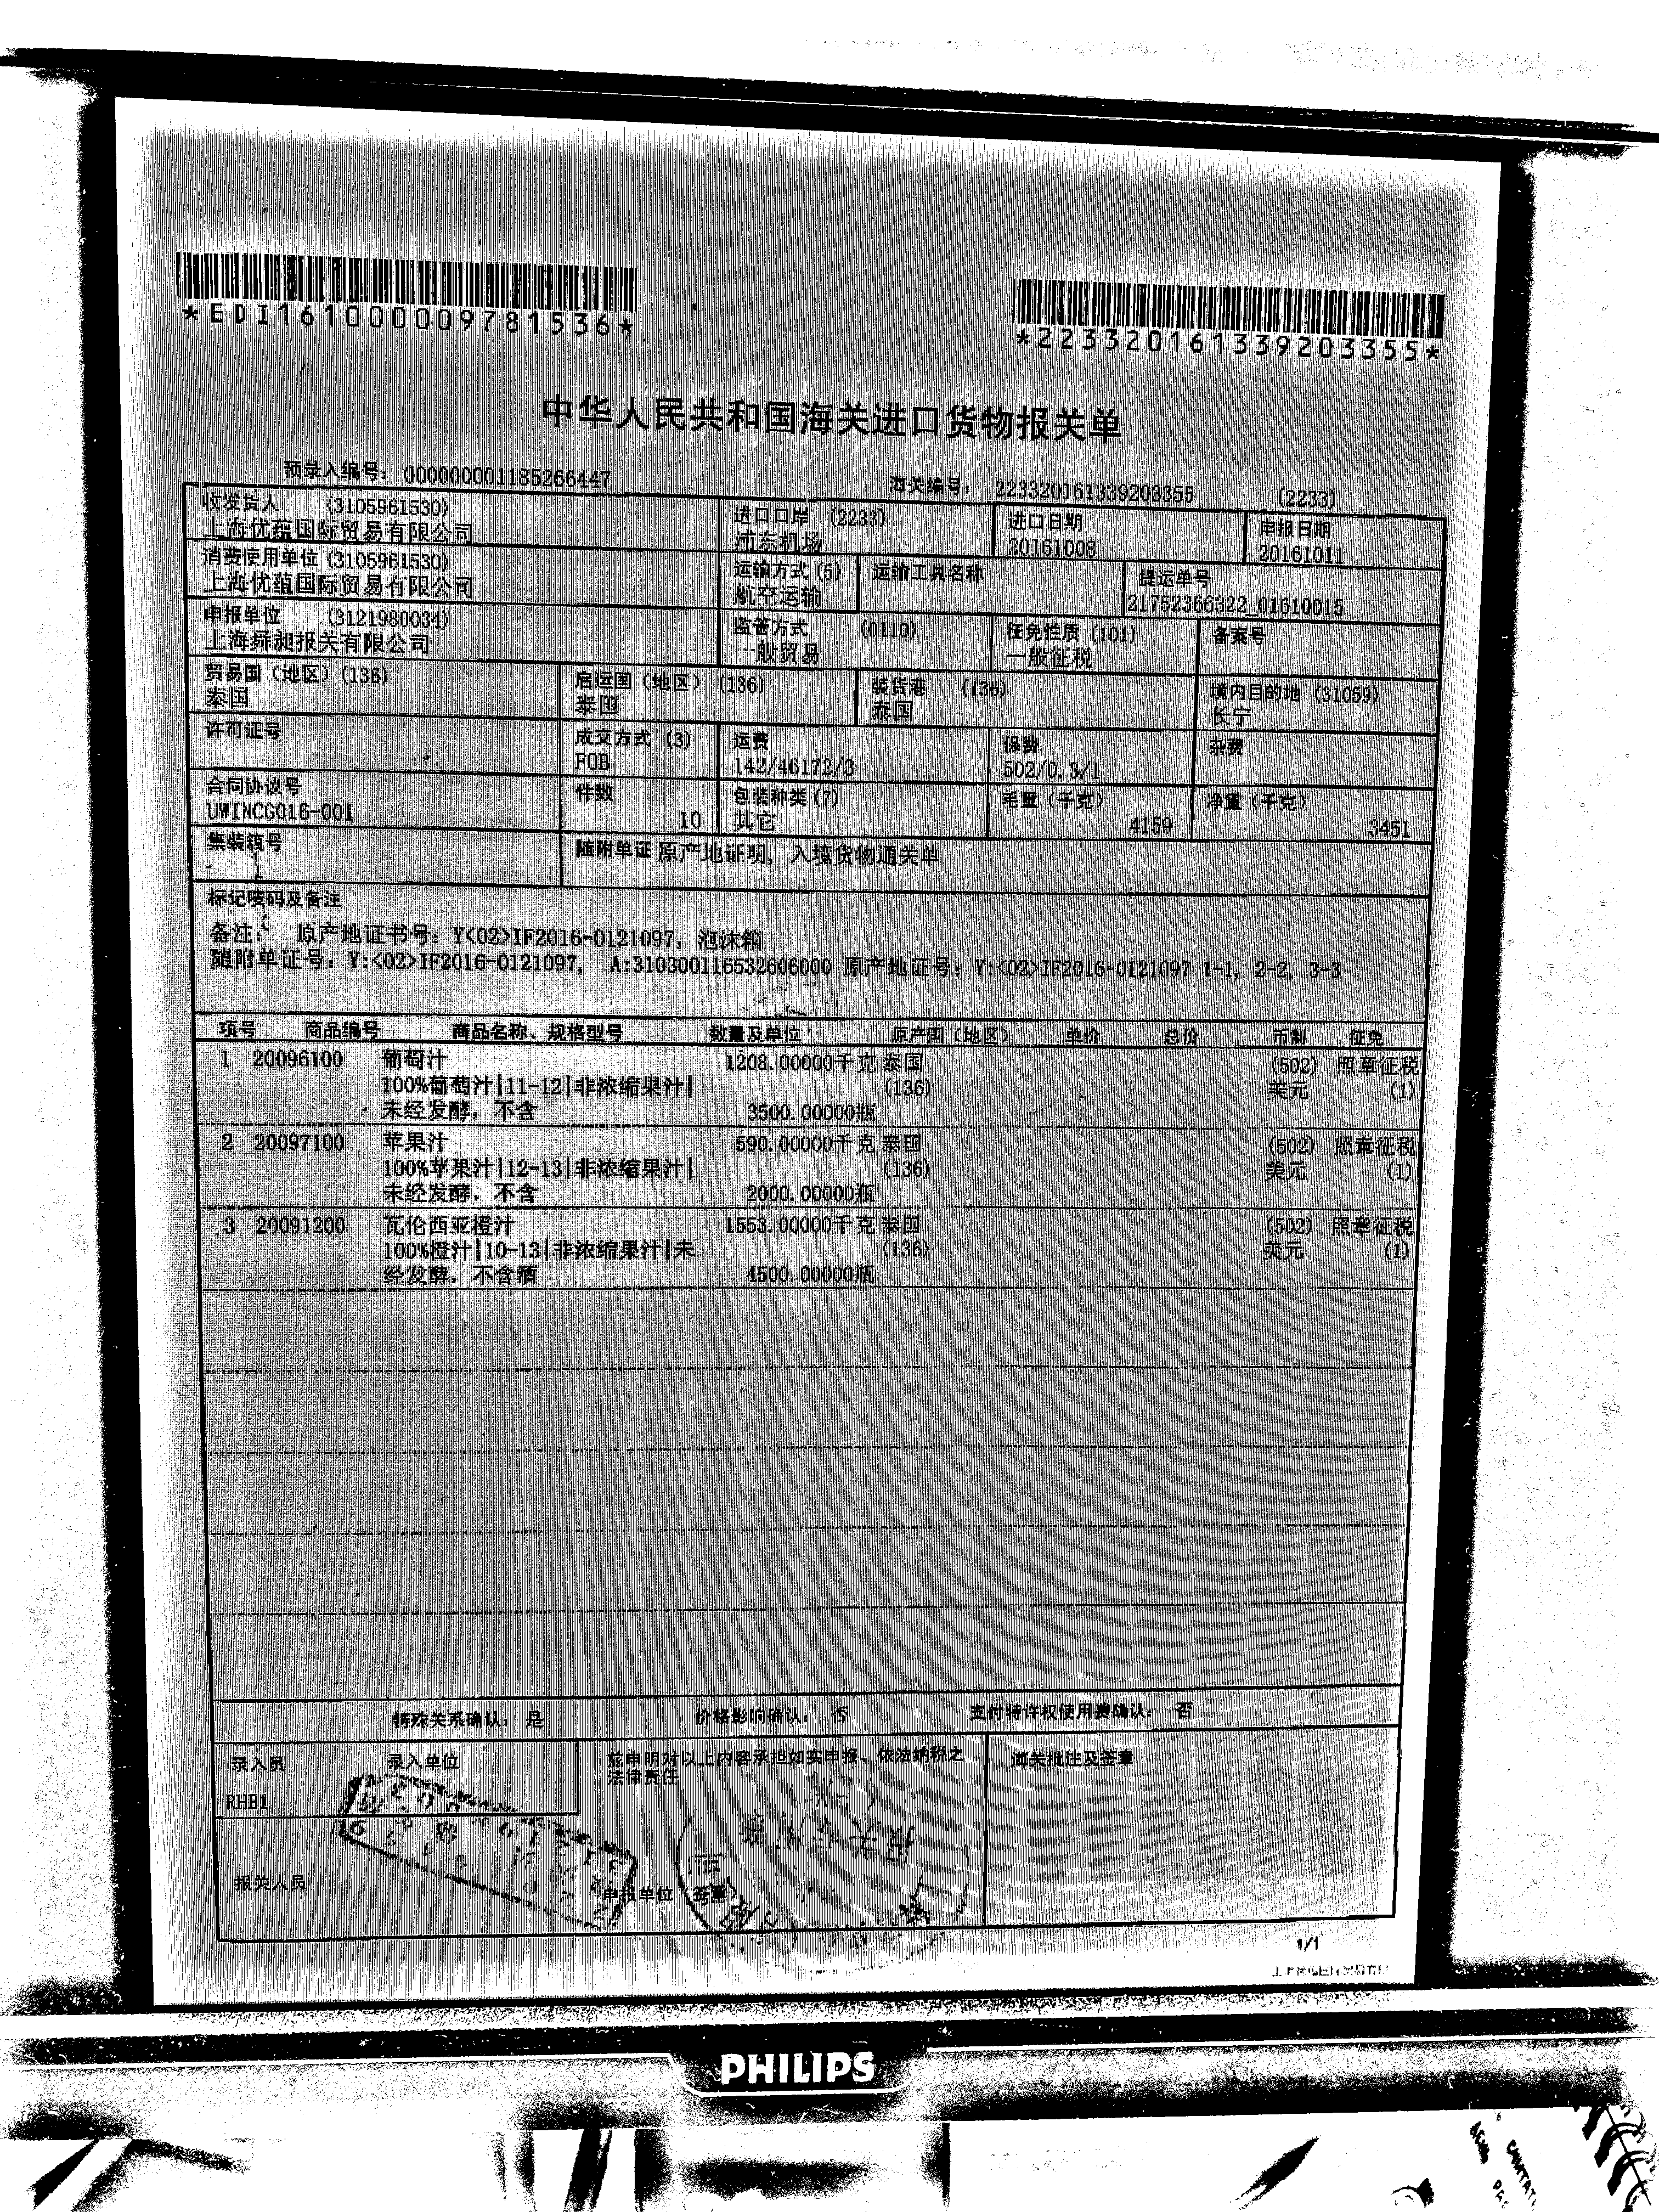 *EDI161000009781536*
*223320161339203355*
中华人民共和国海关进口货物报关单
预录入编号: 000000001185266447 海关编号: 223320161339203355 (2233)
收发货人 (3105961530) 进口口岸 (2233) 进口日期 申报日期
上海优蕴国际贸易有限公司 浦东机场 20161008 20161011
消费使用单位 (3105961530) 运输方式 (5) 运输工具名称 提运单号
上海优蕴国际贸易有限公司 航空运输 21752366322_01610015
申报单位 (3121980034) 监管方式 (0110) 征免性质 (101) 备案号
上海舜昶报关有限公司 一般贸易 一般征税
贸易国 (地区) (136) 启运国 (地区) (136) 装货港 (136) 境内目的地 (31059)
泰国 泰国 泰国 长宁
许可证号 成交方式 (3) 运费 保费 杂费
FOB 142/46172/3 502/0.3/1
合同协议号 件数 包装种类 (7) 毛重 (千克) 净重 (千克)
UWINCG016-001 10 其它 4159 3451
集装箱号 随附单证 原产地证明, 入境货物通关单
标记唛码及备注
备注: 原产地证书号: Y<02>IF2016-0121097, 泡沫箱
随附单证号: Y:<02>IF2016-0121097, A:310300116532606000 原产地证号: Y:<02>IF2016-0121097 1-1, 2-2, 3-3
项号 商品编号 商品名称、规格型号 数量及单位 原产国 (地区) 单价 总价 币制 征免
1 20096100 葡萄汁 1208.00000千克 泰国 (502) 照章征税
100%葡萄汁|11-12|非浓缩果汁| (136) 美元 (1)
未经发酵, 不含 3500.00000瓶
2 20097100 苹果汁 590.00000千克 泰国 (502) 照章征税
100%苹果汁|12-13|非浓缩果汁| (136) 美元 (1)
未经发酵, 不含 2000.00000瓶
3 20091200 瓦伦西亚橙汁 1553.00000千克 泰国 (502) 照章征税
100%橙汁|10-13|非浓缩果汁|未 (136) 美元 (1)
经发酵, 不含酒 4500.00000瓶
特殊关系确认: 是 价格影响确认: 否 支付特许权使用费确认: 否
录入员 录入单位 兹申明对以上内容承担如实申报、依法纳税之 海关批注及签章
法律责任
RHB1
报关人员 申报单位 (签章)
1/1
PHILIPS